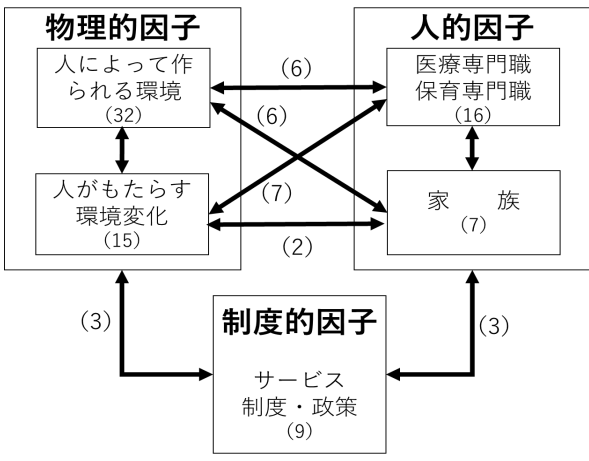 物理的因子
人によって作
られる環境
(32)
人がもたらす
環境変化
(15)
人的因子
医療専門職
保育専門職
(16)
家　　族
(7)
(6)
(6)
(7)
(2)
(3)
(3)
制度的因子
サービス
制度・政策
(9)